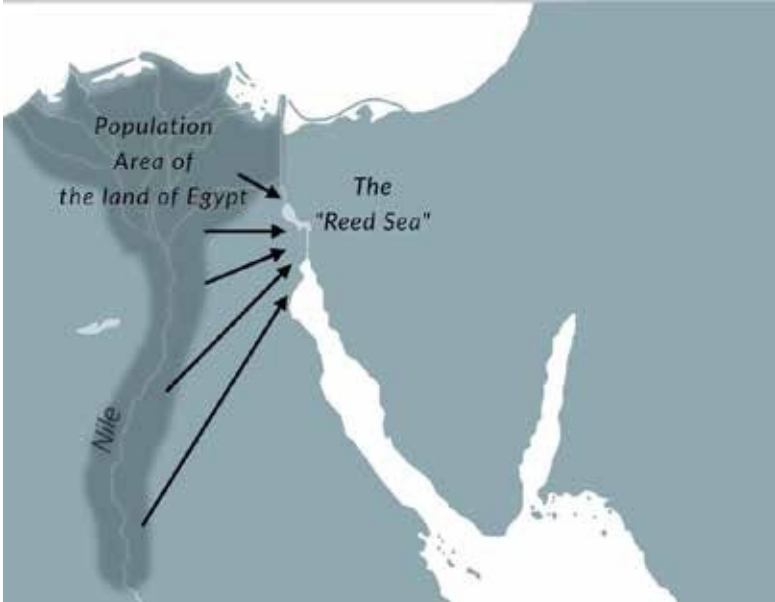 Population
Area of
the land of Egypt
The
"Reed Sea"
Nile